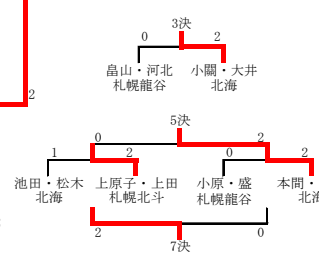 3決
0 2
畠山・河北 小關・大井
札幌龍谷 北海
2
5決
0 2
1 2 0 2
池田・松木 上原子・上田 小原・盛 本間・
北海 札幌北斗 札幌龍谷 北海
2 0
7決